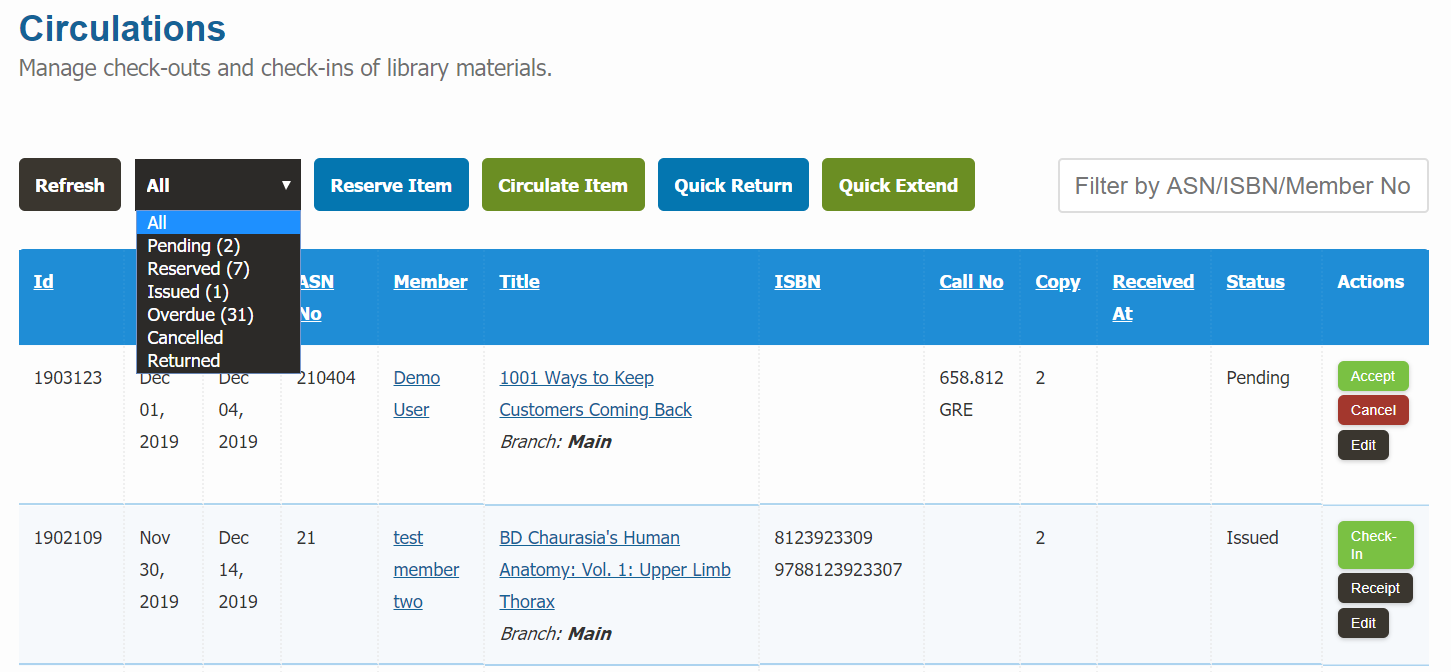 Circulations
Manage check-outs and check-ins of library materials.
Refresh All ▼ Reserve Item Circulate Item Quick Return Quick Extend Filter by ASN/ISBN/Member No
All
Pending (2)
Reserved (7)
Issued (1)
Overdue (31)
Cancelled
Returned
Id ASN Member Title ISBN Call No Copy Received Status Actions
No At
1903123 Dec Dec 210404 Demo 1001 Ways to Keep 658.812 2 Pending Accept
01, 04, User Customers Coming Back GRE Cancel
2019 2019 Branch: Main Edit
1902109 Nov Dec 21 test BD Chaurasia's Human 8123923309 2 Issued Check-
In
30, 14, member Anatomy: Vol. 1: Upper Limb 9788123923307
2019 2019 two Thorax Receipt
Branch: Main Edit